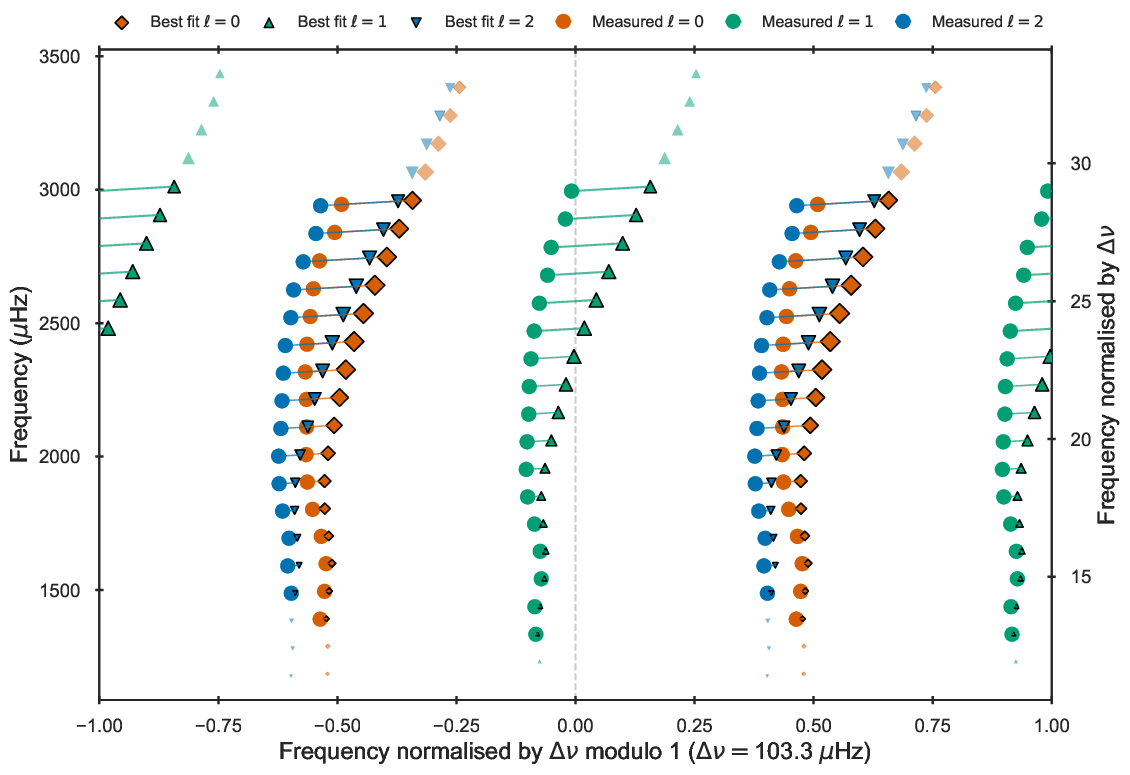 Best fit ℓ = 0 Best fit ℓ = 1 Best fit ℓ = 2 Measured ℓ = 0 Measured ℓ = 1 Measured ℓ = 2
3500
3000
2500
2000
1500
Frequency (μHz)
30
25
20
15
Frequency normalised by Δν
−1.00 −0.75 −0.50 −0.25 0.00 0.25 0.50 0.75 1.00
Frequency normalised by Δν modulo 1 (Δν = 103.3 μHz)